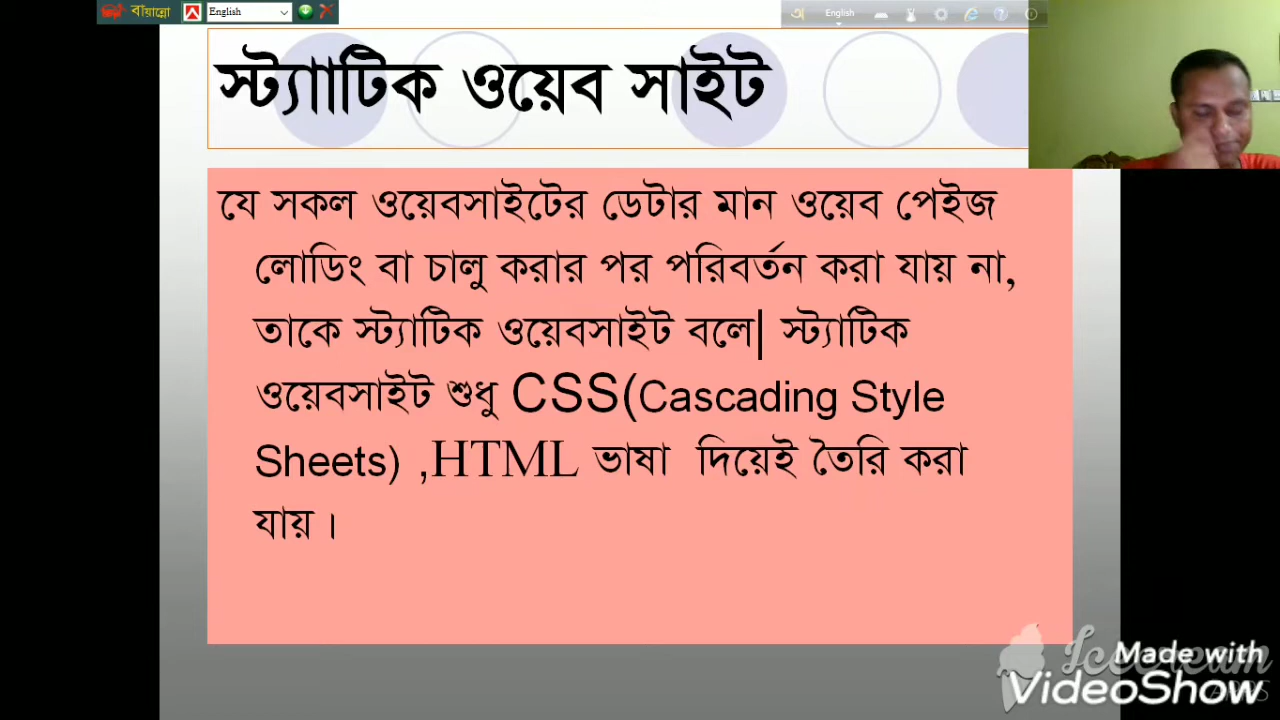 বাঁয়ান্নো English অ English
স্ট্যাাটিক ওয়েব সাইট
যে সকল ওয়েবসাইটের ডেটার মান ওয়েব পেইজ
লোডিং বা চালু করার পর পরিবর্তন করা যায় না,
তাকে স্ট্যাটিক ওয়েবসাইট বলে| স্ট্যাটিক
ওয়েবসাইট শুধু CSS(Cascading Style
Sheets) ,HTML ভাষা দিয়েই তৈরি করা
যায় ।
Made with
VideoShow